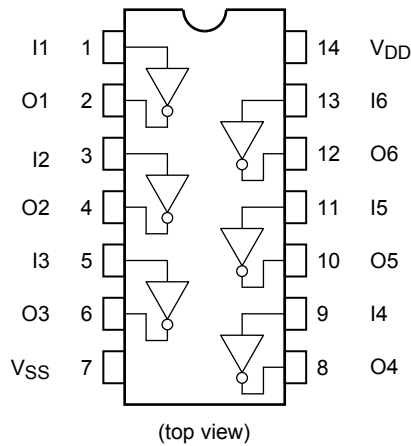 I1 1 14 VDD
O1 2 13 I6
I2 3 12 O6
O2 4 11 I5
I3 5 10 O5
O3 6 9 I4
VSS 7 8 O4
(top view)